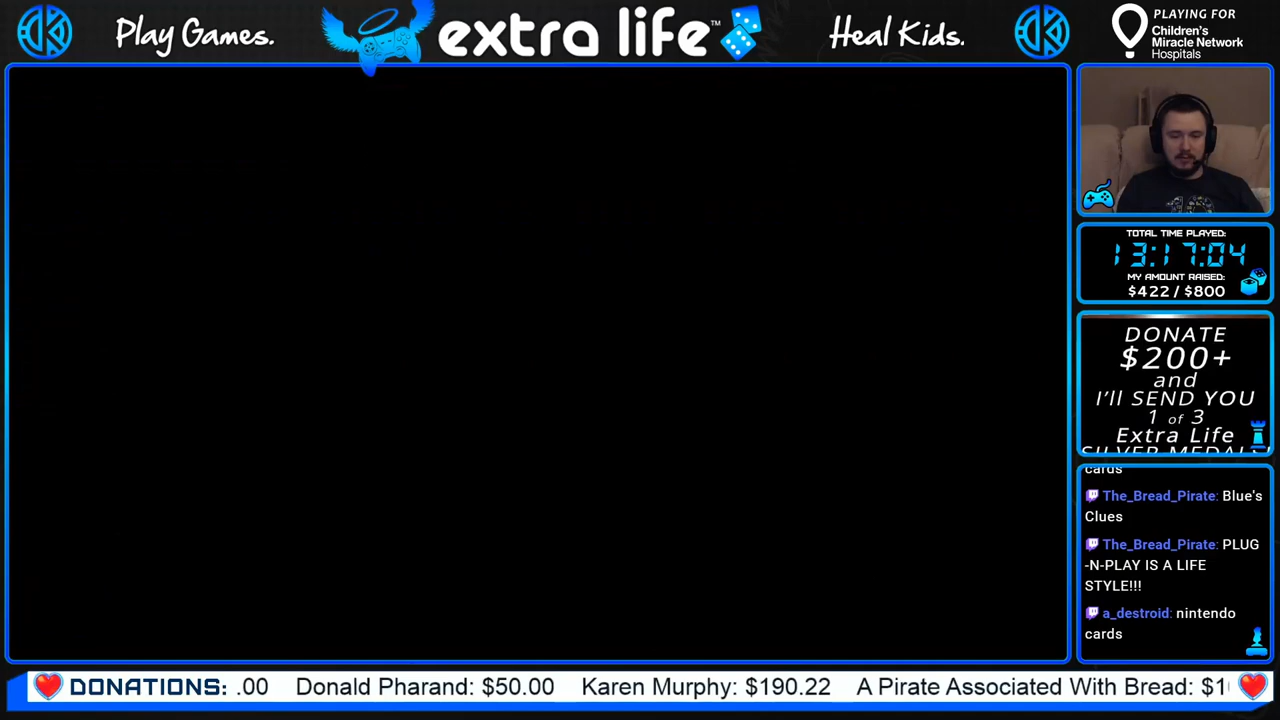 Play Games.
extra life™
Heal Kids.
PLAYING FOR
Children's
Miracle Network
Hospitals
TOTAL TIME PLAYED:
13:17:04
MY AMOUNT RAISED:
$422 / $800
DONATE
$200+
and
I'll SEND YOU
1 of 3
Extra Life
SILVER MEDALS!
cards
The_Bread_Pirate: Blue's
Clues
The_Bread_Pirate: PLUG
-N-PLAY IS A LIFE
STYLE!!!
a_destroid: nintendo
cards
DONATIONS: .00 Donald Pharand: $50.00 Karen Murphy: $190.22 A Pirate Associated With Bread: